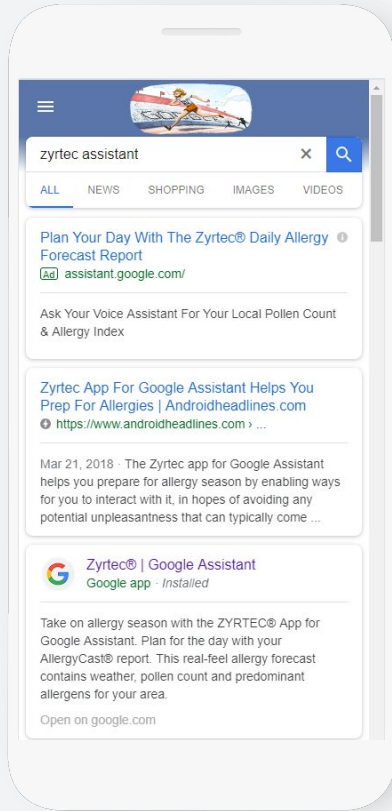 zyrtec assistant
ALL NEWS SHOPPING IMAGES VIDEOS
Plan Your Day With The Zyrtec® Daily Allergy
Forecast Report
Ad assistant.google.com/
Ask Your Voice Assistant For Your Local Pollen Count
& Allergy Index
Zyrtec App For Google Assistant Helps You
Prep For Allergies | Androidheadlines.com
https://www.androidheadlines.com › ...
Mar 21, 2018 · The Zyrtec app for Google Assistant
helps you prepare for allergy season by enabling ways
for you to interact with it, in hopes of avoiding any
potential unpleasantness that can typically come ...
Zyrtec® | Google Assistant
Google app · Installed
Take on allergy season with the ZYRTEC® App for
Google Assistant. Plan for the day with your
AllergyCast® report. This real-feel allergy forecast
contains weather, pollen count and predominant
allergens for your area.
Open on google.com